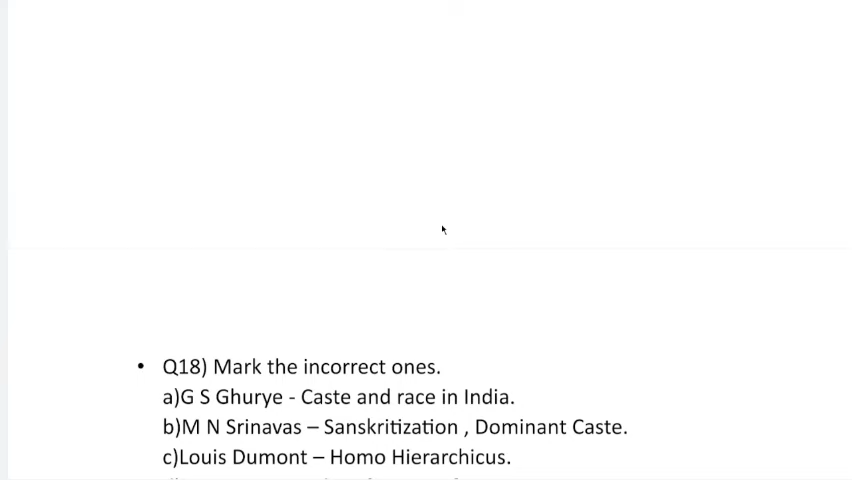 • Q18) Mark the incorrect ones.
a)G S Ghurye - Caste and race in India.
b)M N Srinavas – Sanskritization , Dominant Caste.
c)Louis Dumont – Homo Hierarchicus.